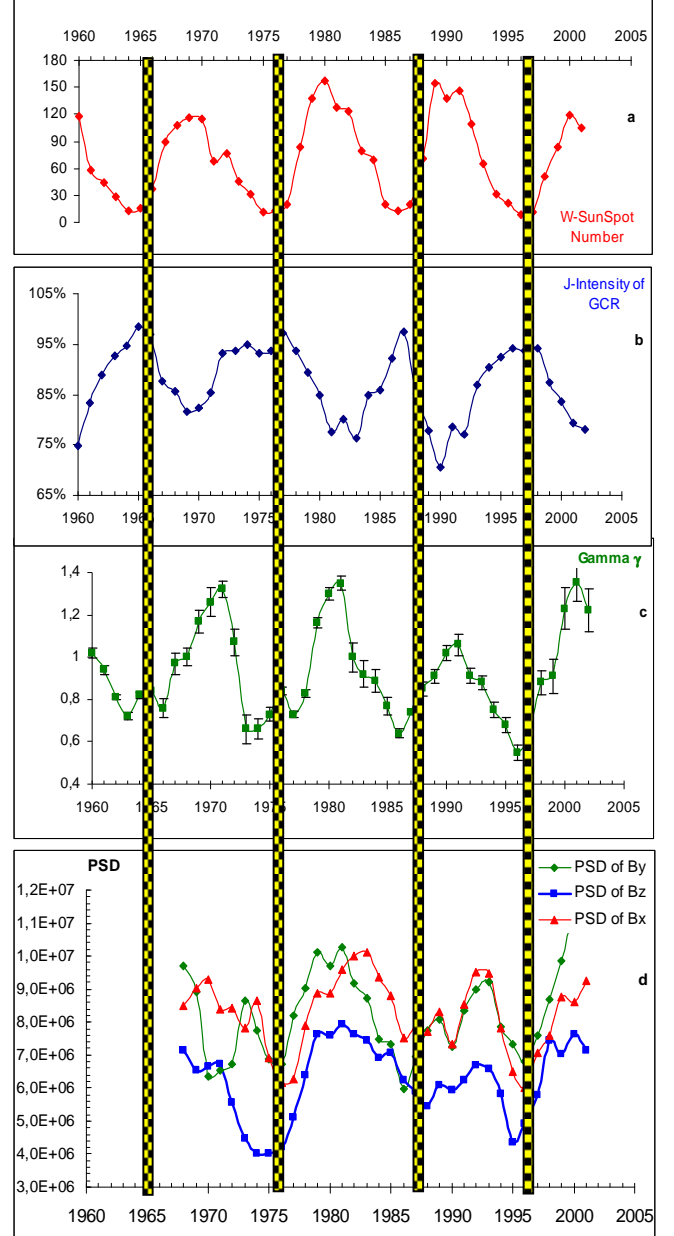 1960 1965 1970 1975 1980 1985 1990 1995 2000 2005
180
150
120
90
60
30
0
a
W-SunSpot
Number
J-Intensity of
GCR
105%
95%
85%
75%
65%
b
1960 196 1970 1975 1980 1985 1990 1995 2000 2005
Gamma γ
1,4
1,2
1
0,8
0,6
0,4
c
1960 65 1970 197 1980 1985 1990 1995 2000 2005
PSD
PSD of By
PSD of Bz
PSD of Bx
1,2E+07
1,1E+07
1,0E+07
9,0E+06
8,0E+06
7,0E+06
6,0E+06
5,0E+06
4,0E+06
3,0E+06
d
1960 1965 1970 1975 1980 1985 1990 1995 2000 2005